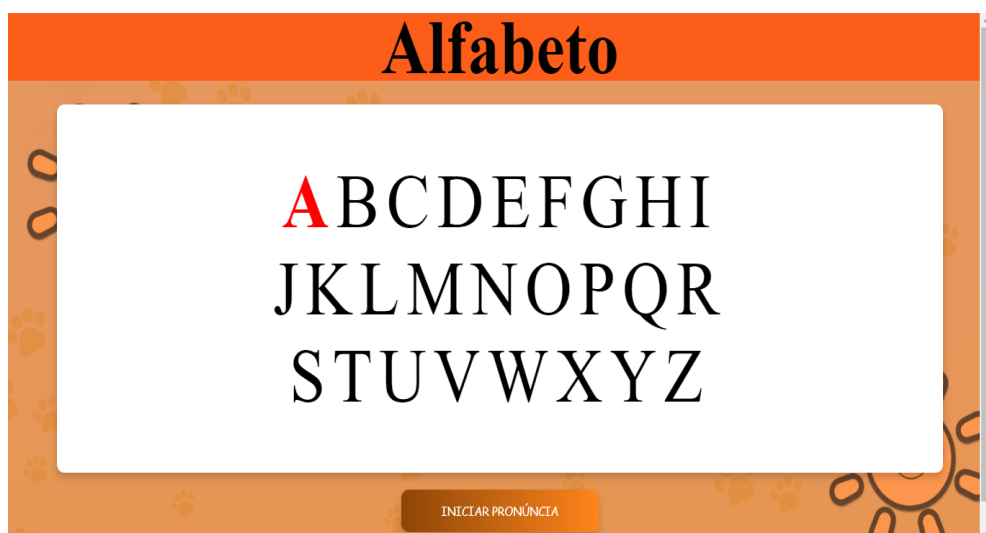 Alfabeto
ABCDEFGHI
JKLMNOPQR
STUVWXYZ
INICIAR PRONÚNCIA